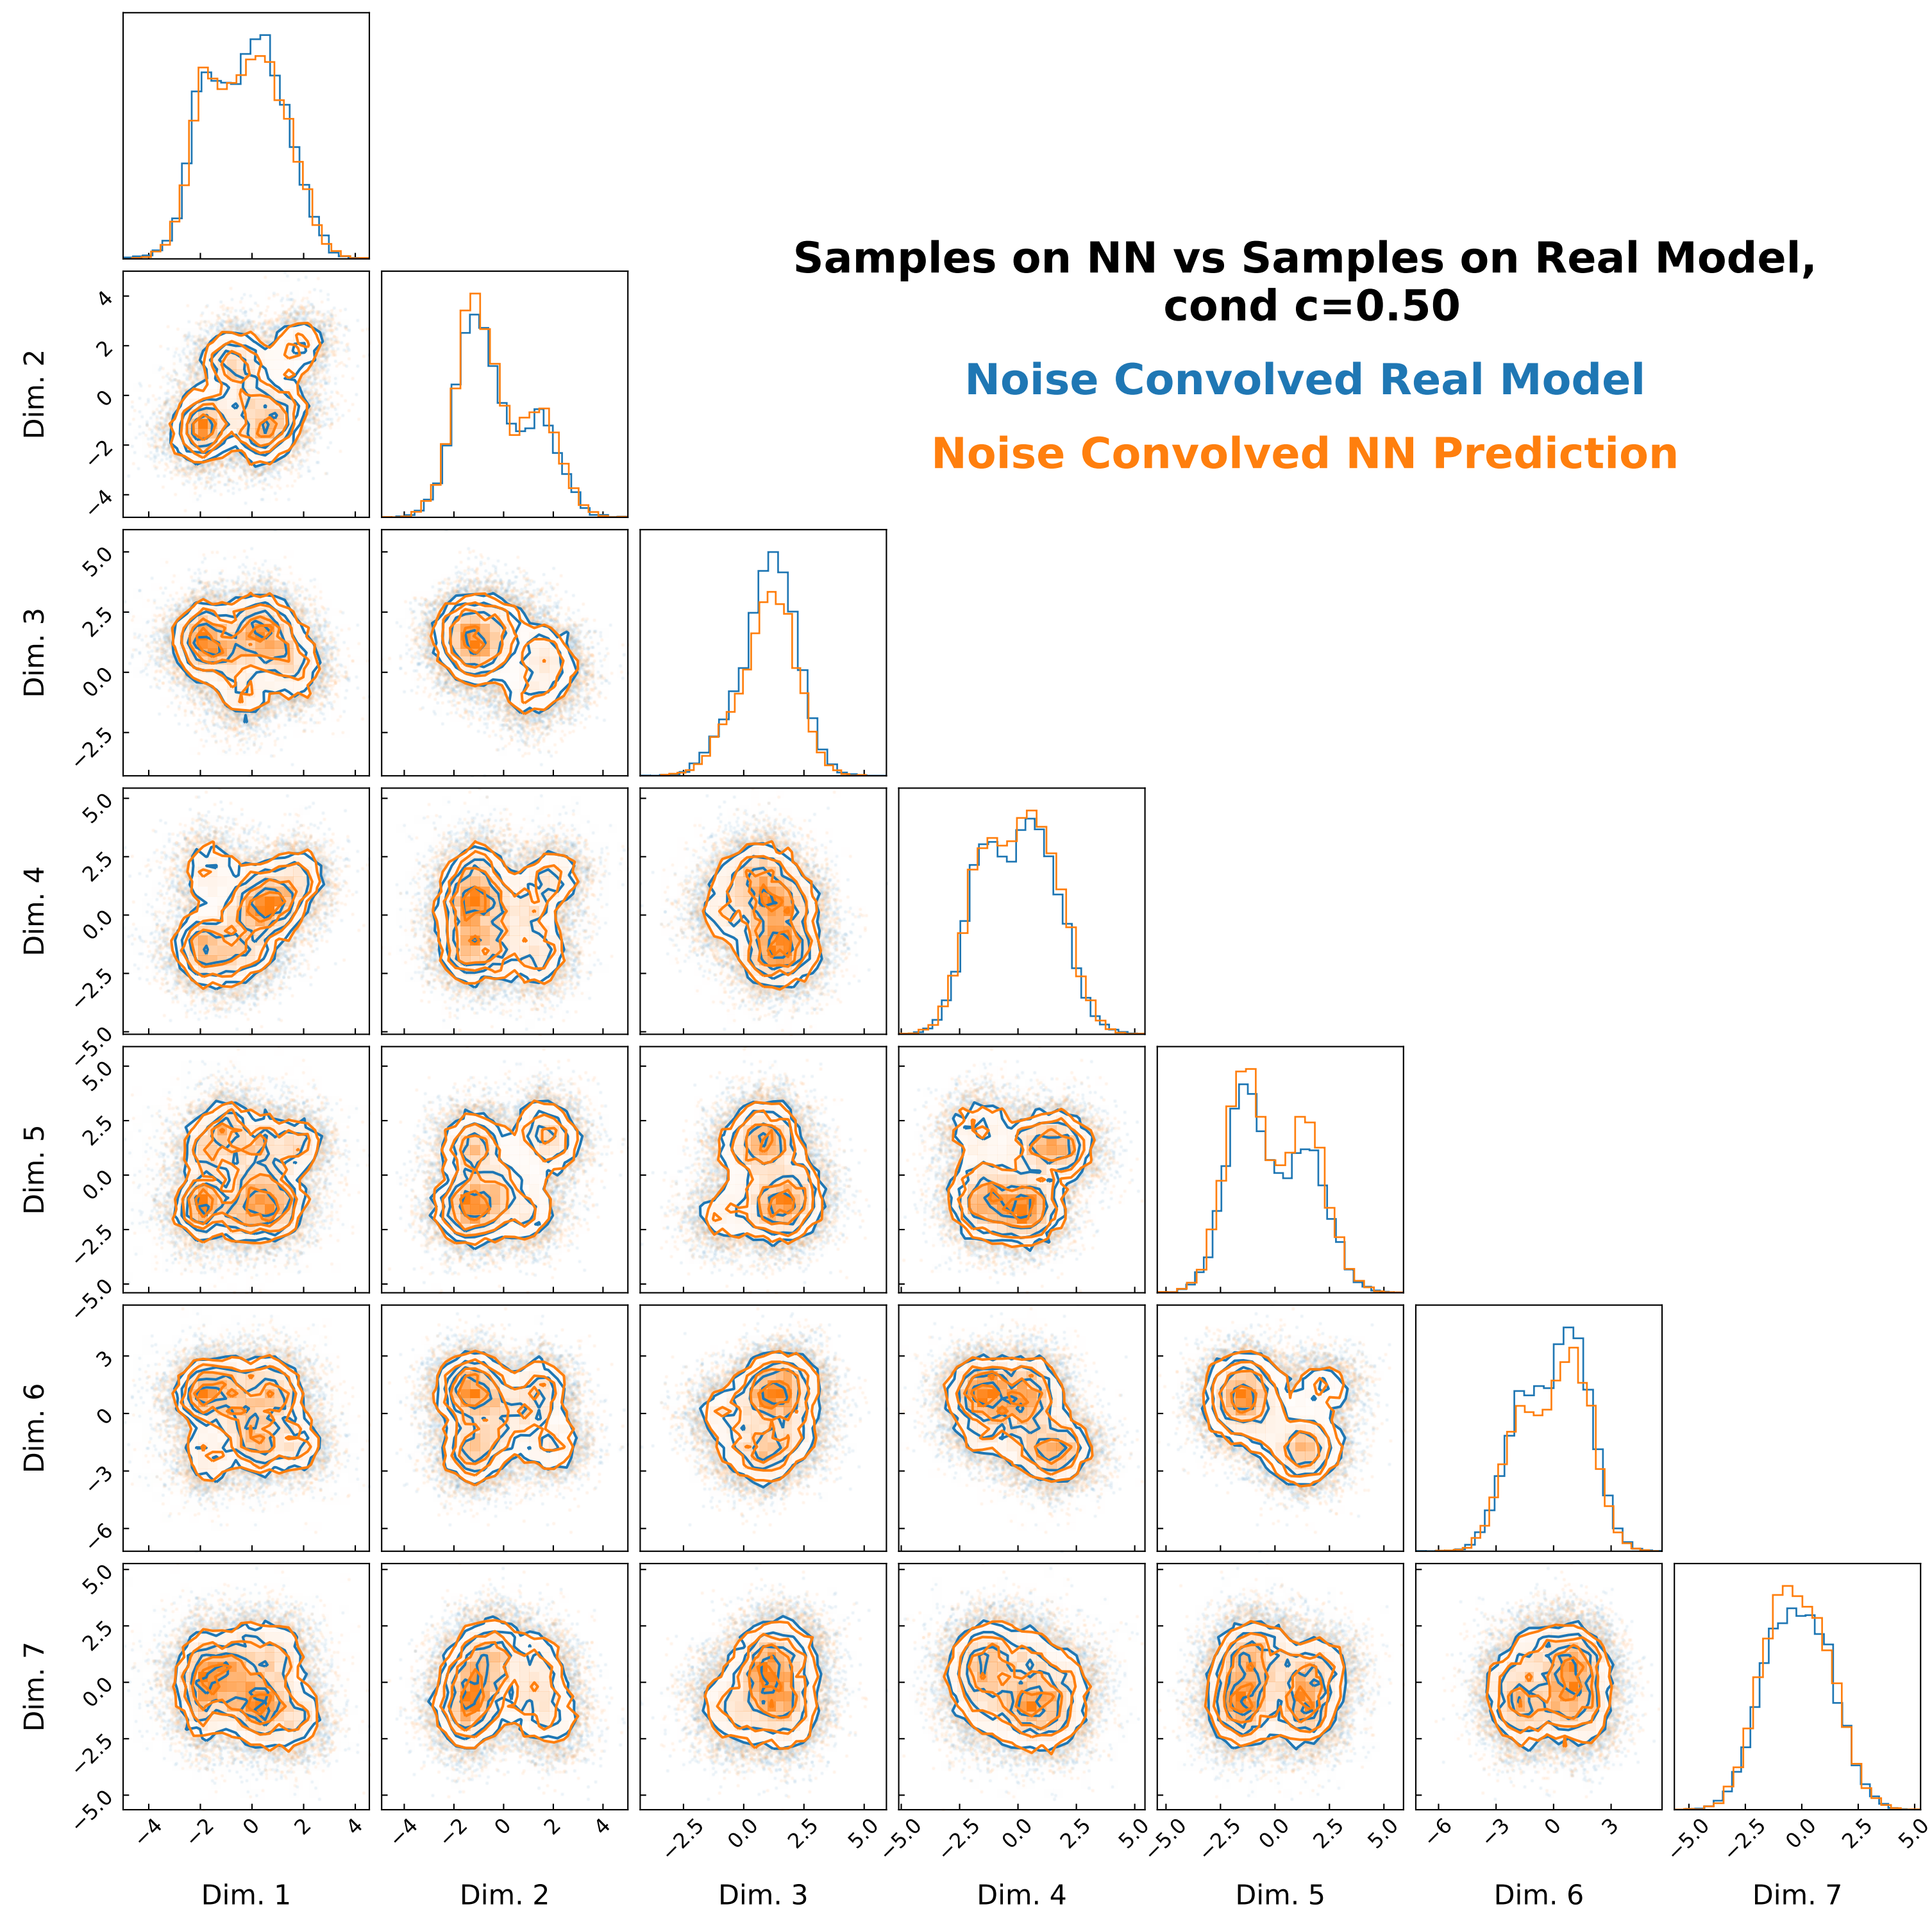 Samples on NN vs Samples on Real Model,
cond c=0.50
Noise Convolved Real Model
Noise Convolved NN Prediction
4
2
0
−2
−4
Dim. 2
5.0
2.5
0.0
−2.5
Dim. 3
5.0
2.5
0.0
−2.5
−5.0
Dim. 4
5.0
2.5
0.0
−2.5
−5.0
Dim. 5
3
0
−3
−6
Dim. 6
5.0
2.5
0.0
−2.5
−5.0
Dim. 7
−4 −2 0 2 4 −4 −2 0 2 4 −2.5 0.0 2.5 5.0 −5.0 −2.5 0.0 2.5 5.0 −5.0 −2.5 0.0 2.5 5.0 −6 −3 0 3 −5.0 −2.5 0.0 2.5 5.0
Dim. 1 Dim. 2 Dim. 3 Dim. 4 Dim. 5 Dim. 6 Dim. 7